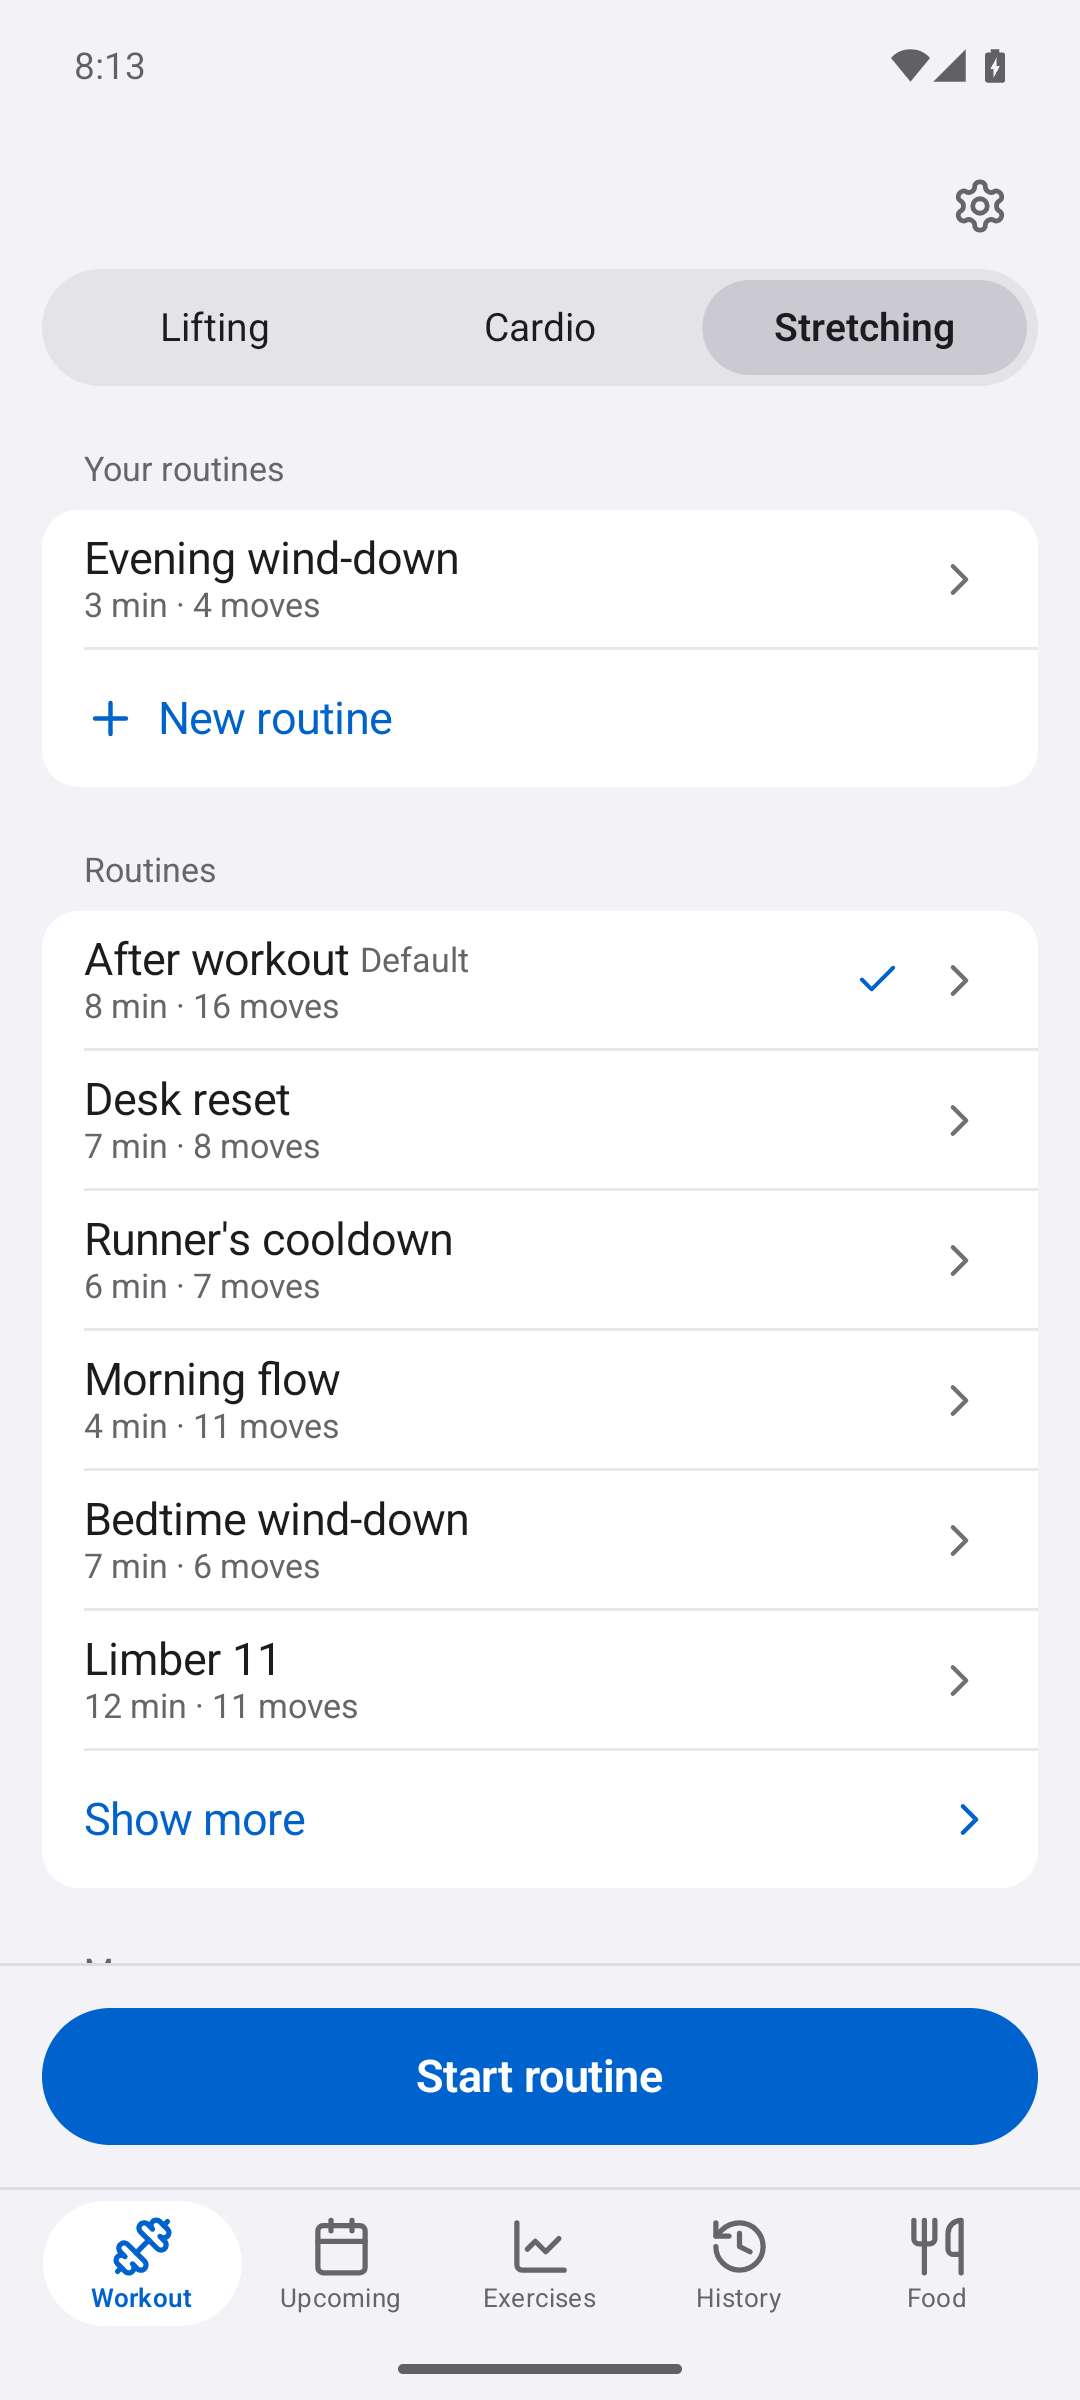 8:13
Lifting
Cardio
Stretching
Your routines
Evening wind-down
3 min · 4 moves
New routine
Routines
After workout Default
8 min · 16 moves
Desk reset
7 min · 8 moves
Runner's cooldown
6 min · 7 moves
Morning flow
4 min · 11 moves
Bedtime wind-down
7 min · 6 moves
Limber 11
12 min · 11 moves
Show more
Start routine
Workout
Upcoming
Exercises
History
Food